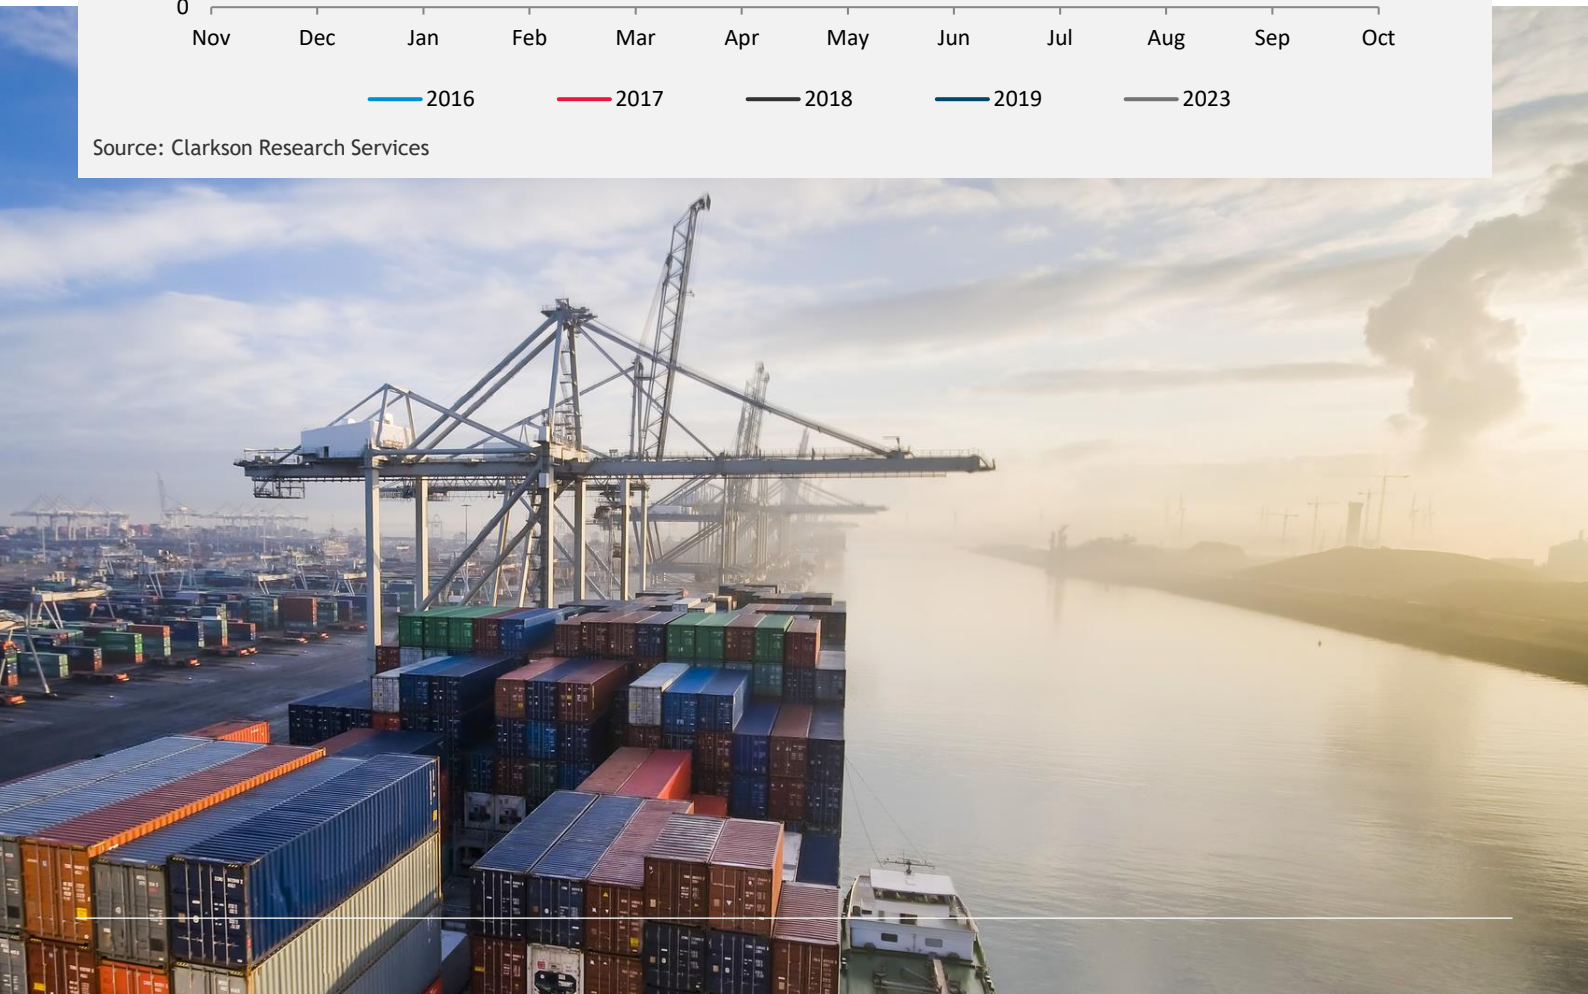 0
Nov Dec Jan Feb Mar Apr May Jun Jul Aug Sep Oct
2016 2017 2018 2019 2023
Source: Clarkson Research Services